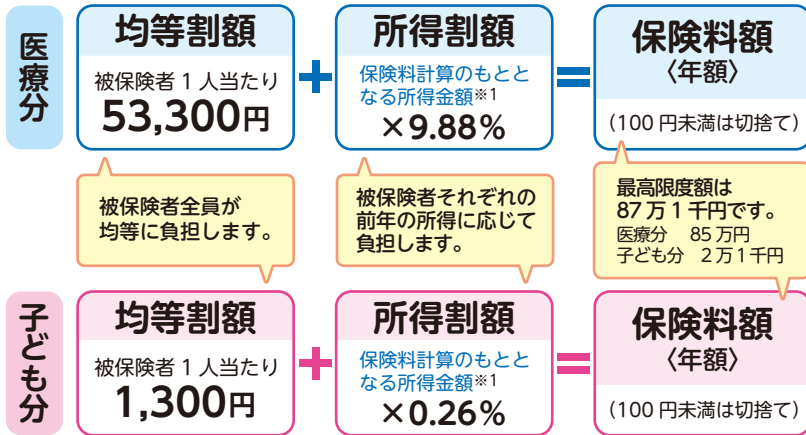 医療分
均等割額
被保険者1人当たり
53,300円
+
所得割額
保険料計算のもとと
なる所得金額※1
×9.88%
=
保険料額
〈年額〉
(100円未満は切捨て)
被保険者全員が
均等に負担します。
被保険者それぞれの
前年の所得に応じて
負担します。
最高限度額は
87万1千円です。
医療分 85万円
子ども分 2万1千円
子ども分
均等割額
被保険者1人当たり
1,300円
+
所得割額
保険料計算のもとと
なる所得金額※1
×0.26%
=
保険料額
〈年額〉
(100円未満は切捨て)